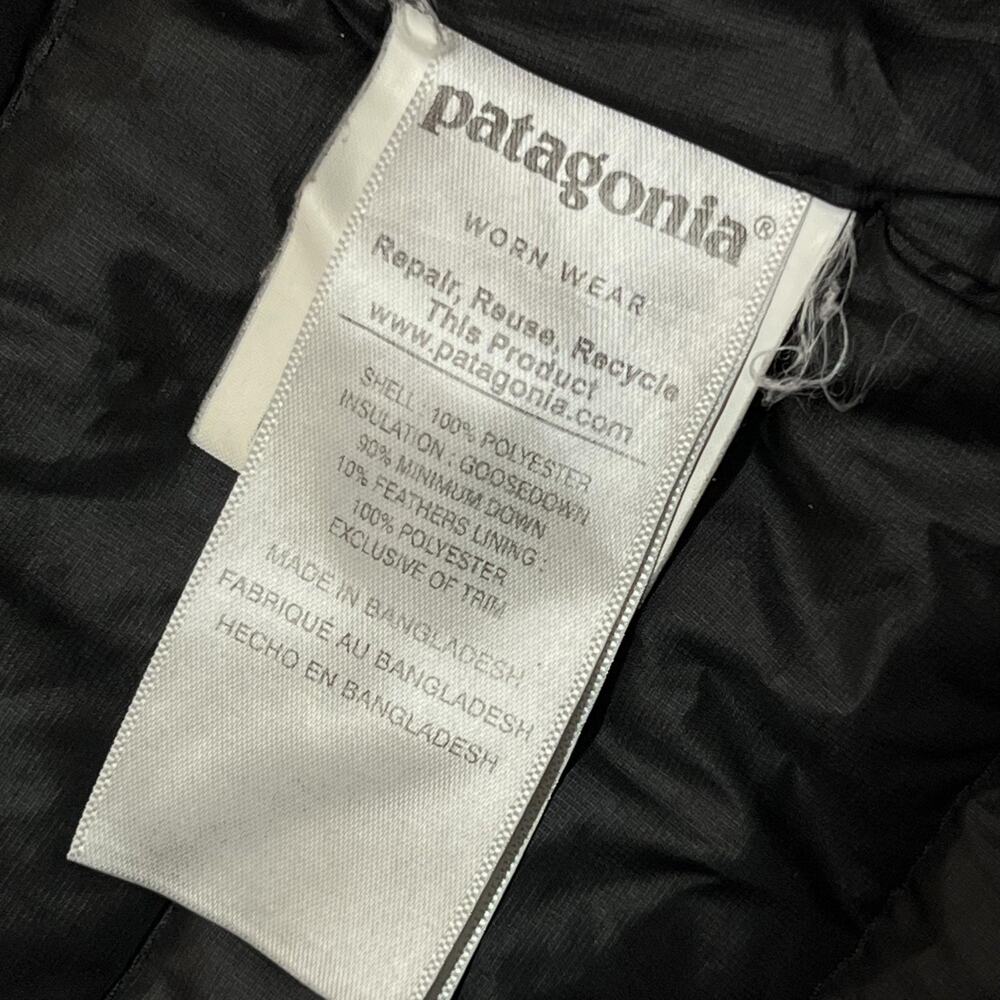 patagonia®
WORN WEAR
Repair, Reuse, Recycle
This Product
www.patagonia.com
SHELL : 100% POLYESTER
INSULATION : GOOSEDOWN
90% MINIMUM DOWN
10% FEATHERS LINING :
100% POLYESTER
EXCLUSIVE OF TRIM
MADE IN BANGLADESH
FABRIQUÉ AU BANGLADESH
HECHO EN BANGLADESH